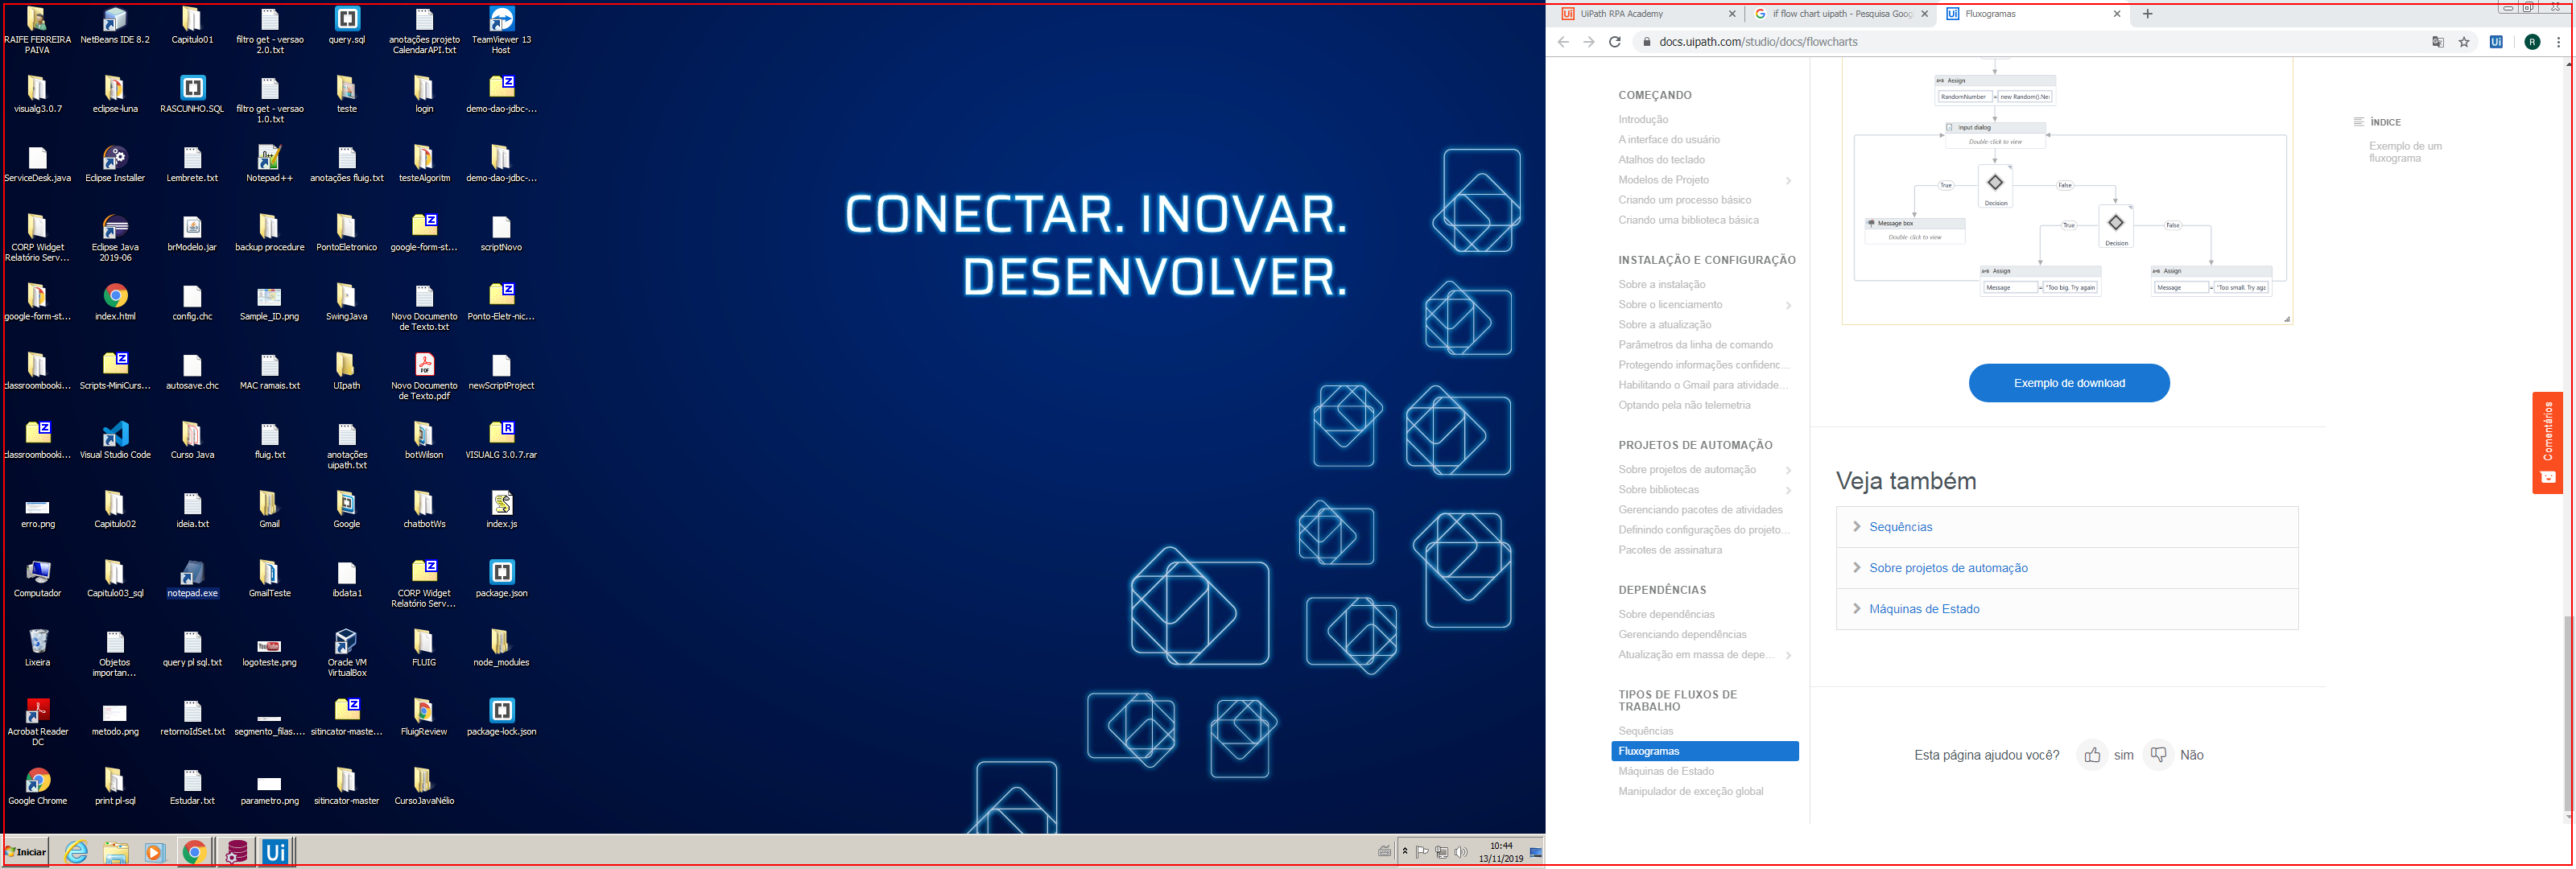 RAIFE FERREIRA PAIVA
NetBeans IDE 8.2
Capitulo01
filtro get - versao 2.0.txt
query.sql
anotações projeto CalendarAPI.txt
TeamViewer 13 Host
visualg3.0.7
eclipse-luna
RASCUNHO.SQL
filtro get - versao 1.0.txt
teste
login
demo-dao-jdbc-...
ServiceDesk.java
Eclipse Installer
Lembrete.txt
Notepad++
anotações fluig.txt
testeAlgoritm
demo-dao-jdbc-...
CORP Widget Relatório Serv...
Eclipse Java 2019-06
brModelo.jar
backup procedure
PontoEletronico
google-form-st...
scriptNovo
google-form-st...
index.html
config.chc
Sample_ID.png
SwingJava
Novo Documento de Texto.txt
Ponto-Eletr-nic...
classroombooki...
Scripts-MiniCurs...
autosave.chc
MAC ramais.txt
UIpath
Novo Documento de Texto.pdf
newScriptProject
classroombooki...
Visual Studio Code
Curso Java
fluig.txt
anotações uipath.txt
botWilson
VISUALG 3.0.7.rar
erro.png
Capitulo02
ideia.txt
Gmail
Google
chatbotWs
index.js
Computador
Capitulo03_sql
notepad.exe
GmailTeste
ibdata1
CORP Widget Relatório Serv...
package.json
Lixeira
Objetos importan...
query pl sql.txt
logoteste.png
Oracle VM VirtualBox
FLUIG
node_modules
Acrobat Reader DC
metodo.png
retornoIdSet.txt
segmento_filas....
sitincator-master...
FluigReview
package-lock.json
Google Chrome
print pl-sql
Estudar.txt
parametro.png
sitincator-master
CursoJavaNélio
CONECTAR. INOVAR.
DESENVOLVER.
Iniciar
10:44
13/11/2019
UiPath RPA Academy
if flow chart uipath - Pesquisa Goog
Fluxogramas
docs.uipath.com/studio/docs/flowcharts
COMEÇANDO
Introdução
A interface do usuário
Atalhos do teclado
Modelos de Projeto
Criando um processo básico
Criando uma biblioteca básica
INSTALAÇÃO E CONFIGURAÇÃO
Sobre a instalação
Sobre o licenciamento
Sobre a atualização
Parâmetros da linha de comando
Protegendo informações confidenc...
Habilitando o Gmail para atividade...
Optando pela não telemetria
PROJETOS DE AUTOMAÇÃO
Sobre projetos de automação
Sobre bibliotecas
Gerenciando pacotes de atividades
Definindo configurações do projeto...
Pacotes de assinatura
DEPENDÊNCIAS
Sobre dependências
Gerenciando dependências
Atualização em massa de depe...
TIPOS DE FLUXOS DE TRABALHO
Sequências
Fluxogramas
Máquinas de Estado
Manipulador de exceção global
Assign
RandomNumber = new Random().Ne
Input dialog
Double-click to view
True
False
Decision
Message box
Double-click to view
True
False
Decision
Assign
Message = "Too big. Try again
Assign
Message = "Too small. Try aga
Exemplo de download
Veja também
Sequências
Sobre projetos de automação
Máquinas de Estado
Esta página ajudou você? sim Não
ÍNDICE
Exemplo de um fluxograma
Comentários